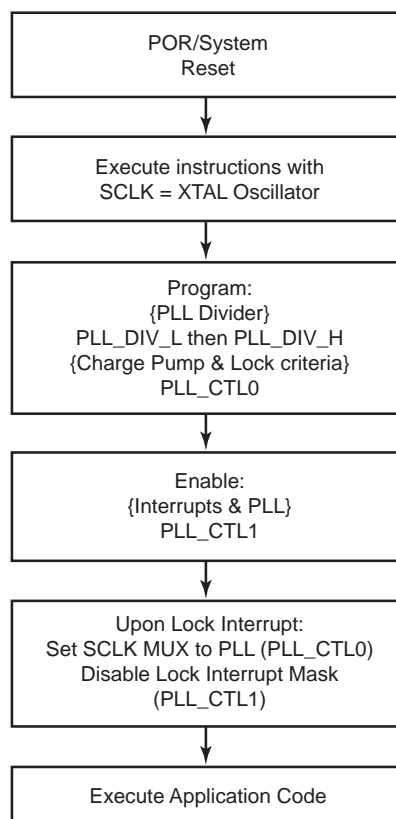 POR/System
Reset
Execute instructions with
SCLK = XTAL Oscillator
Program:
{PLL Divider}
PLL_DIV_L then PLL_DIV_H
{Charge Pump & Lock criteria}
PLL_CTL0
Enable:
{Interrupts & PLL}
PLL_CTL1
Upon Lock Interrupt:
Set SCLK MUX to PLL (PLL_CTL0)
Disable Lock Interrupt Mask
(PLL_CTL1)
Execute Application Code